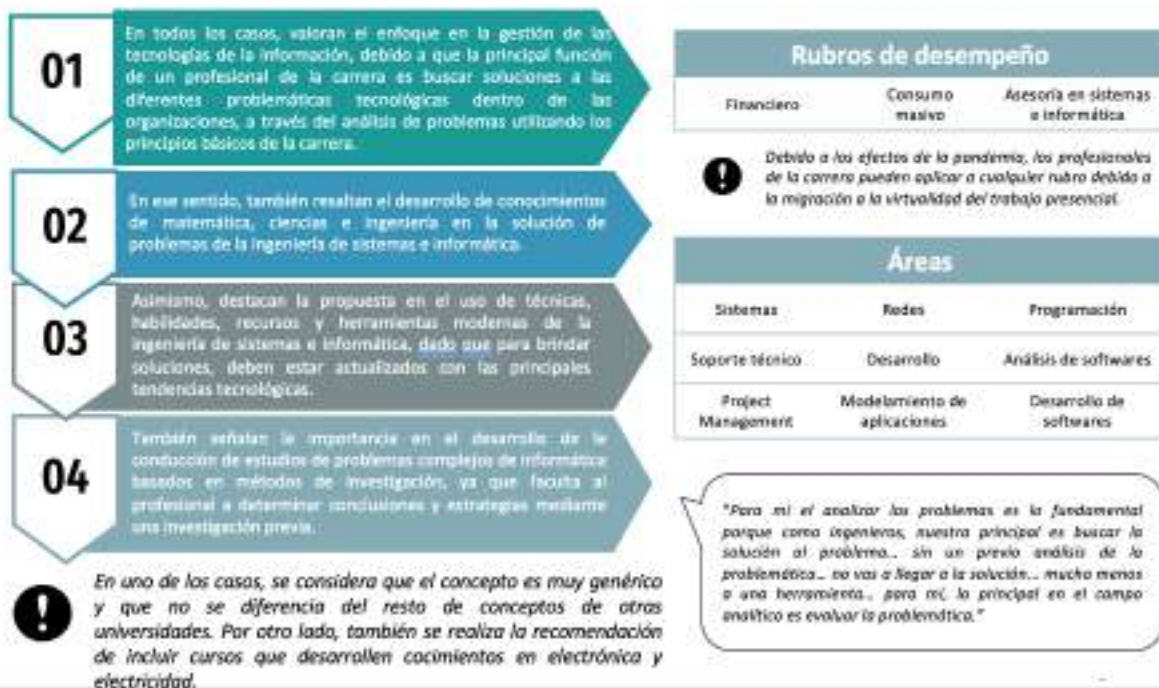 01
En todos los casos, valoran el enfoque en la gestión de las
tecnologías de la información, debido a que la principal función
de un profesional de la carrera es buscar soluciones a las
diferentes problemáticas tecnológicas dentro de las
organizaciones, a través del análisis de problemas utilizando los
principios básicos de la carrera.
02
En ese sentido, también resaltan el desarrollo de conocimientos
de matemática, ciencias e ingeniería en la solución de
problemas de la ingeniería de sistemas e informática.
03
Asimismo, destacan la propuesta en el uso de técnicas,
habilidades, recursos y herramientas modernas de la
ingeniería de sistemas e informática, dado que para brindar
soluciones, deben estar actualizados con las principales
tendencias tecnológicas.
04
También señalan la importancia en el desarrollo de la
conducción de estudios de problemas complejos de informática
basados en métodos de investigación, ya que faculta al
profesional a determinar conclusiones y estrategias mediante
una investigación previa.
En uno de los casos, se considera que el concepto es muy genérico
y que no se diferencia del resto de conceptos de otras
universidades. Por otro lado, también se realiza la recomendación
de incluir cursos que desarrollen cocimientos en electrónica y
electricidad.
Rubros de desempeño
Financiero
Consumo
masivo
Asesoría en sistemas
e informática
Debido a los efectos de la pandemia, los profesionales
de la carrera pueden aplicar a cualquier rubro debido a
la migración a la virtualidad del trabajo presencial.
Áreas
Sistemas
Redes
Programación
Soporte técnico
Desarrollo
Análisis de softwares
Project
Management
Modelamiento de
aplicaciones
Desarrollo de
softwares
"Para mi el analizar los problemas es lo fundamental
porque como ingenieros, nuestro principal es buscar la
solución al problema... sin un previo análisis de la
problemática... no vas a llegar a la solución... mucho menos
a una herramienta... para mí, lo principal en el campo
analítico es evaluar la problemática."